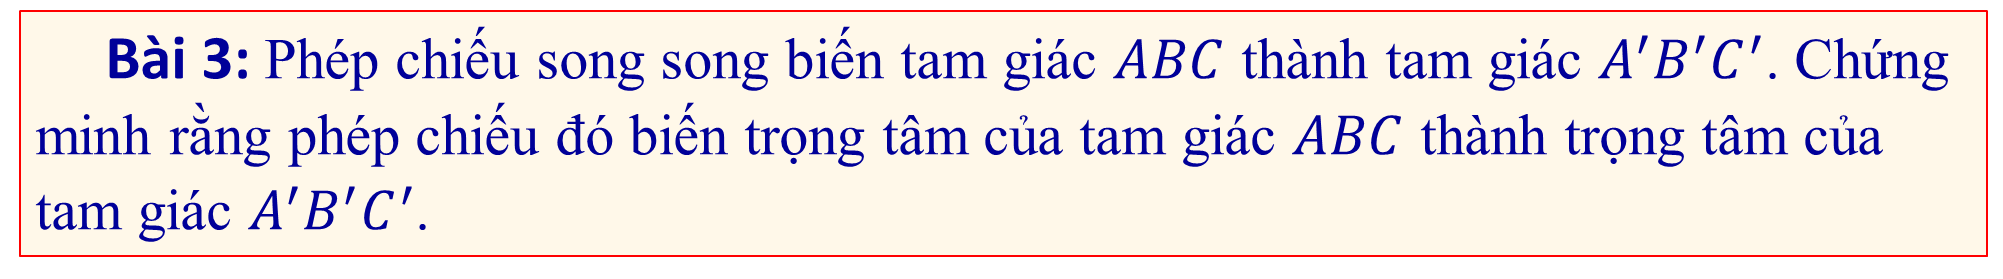 Bài 3: Phép chiếu song song biến tam giác ABC thành tam giác A′B′C′. Chứng
minh rằng phép chiếu đó biến trọng tâm của tam giác ABC thành trọng tâm của
tam giác A′B′C′.